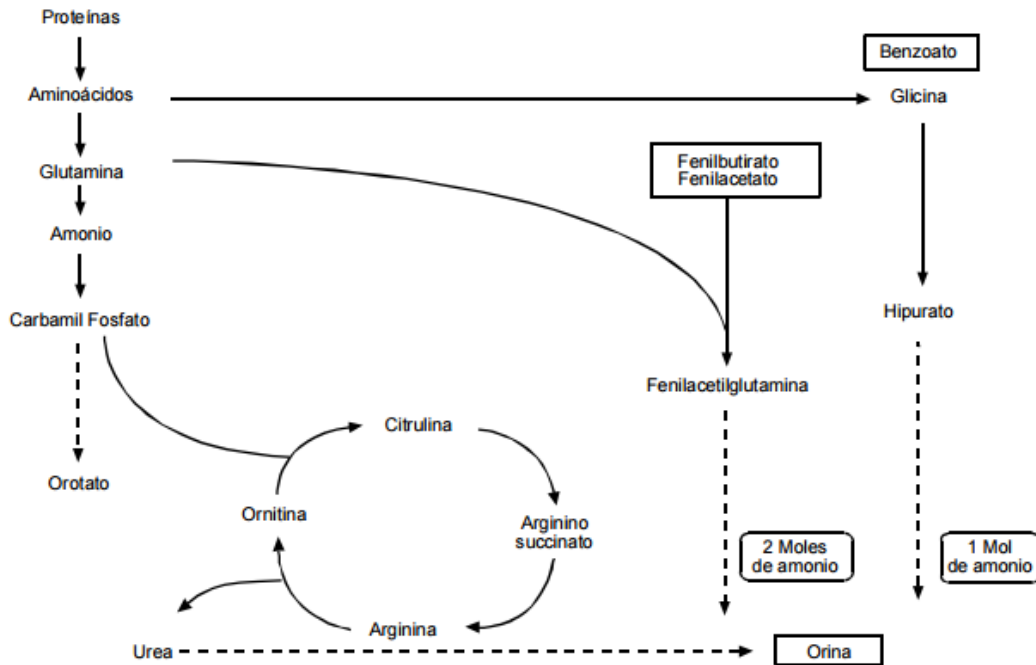 Proteínas
Benzoato
Aminoácidos
Glicina
Glutamina
Fenilbutirato
Fenilacetato
Amonio
Carbamil Fosfato
Hipurato
Fenilacetilglutamina
Citrulina
Orotato
Ornitina
Arginino
succinato
2 Moles
de amonio
1 Mol
de amonio
Arginina
Urea
Orina